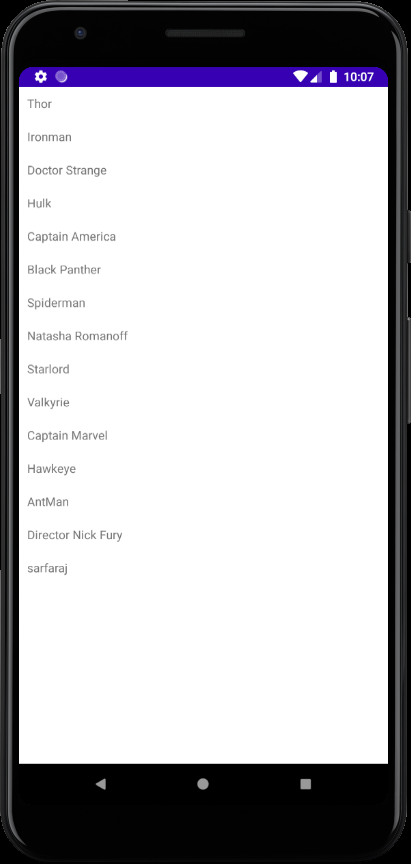 10:07
Thor
Ironman
Doctor Strange
Hulk
Captain America
Black Panther
Spiderman
Natasha Romanoff
Starlord
Valkyrie
Captain Marvel
Hawkeye
AntMan
Director Nick Fury
sarfaraj